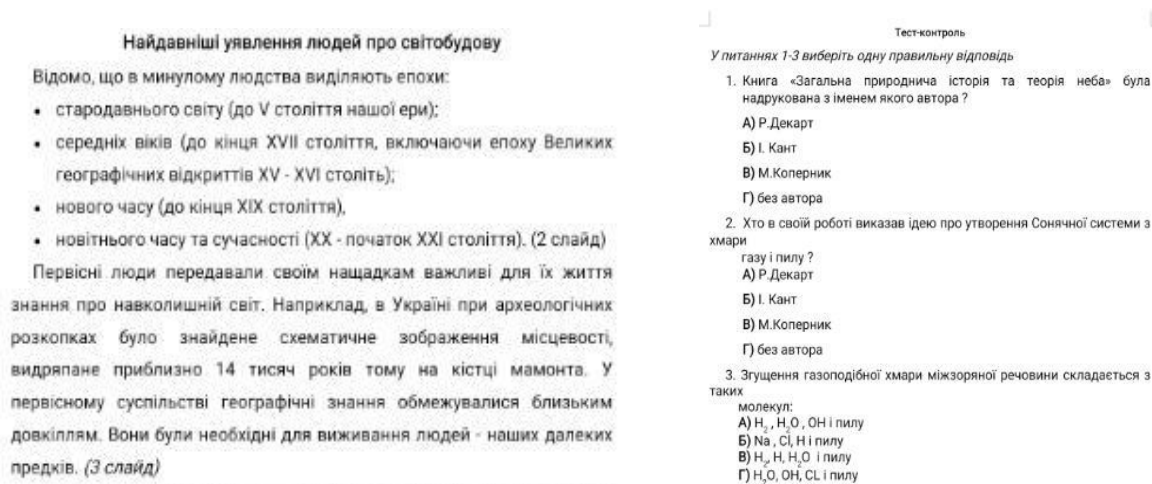 Найдавніші уявлення людей про світобудову
Відомо, що в минулому людства виділяють епохи:
• стародавнього світу (до V століття нашої ери);
• середніх віків (до кінця XVII століття, включаючи епоху Великих
географічних відкриттів XV - XVI століть);
• нового часу (до кінця XIX століття),
• новітнього часу та сучасності (XX - початок XXI століття). (2 слайд)
Первісні люди передавали своїм нащадкам важливі для їх життя
знання про навколишній світ. Наприклад, в Україні при археологічних
розкопках було знайдене схематичне зображення місцевості,
видряпане приблизно 14 тисяч років тому на кістці мамонта. У
первісному суспільстві географічні знання обмежувалися близьким
довкіллям. Вони були необхідні для виживання людей - наших далеких
предків. (3 слайд)
Тест-контроль
У питаннях 1-3 виберіть одну правильну відповідь
1. Книга «Загальна природнича історія та теорія неба» була
надрукована з іменем якого автора ?
А) Р.Декарт
Б) І. Кант
В) М.Коперник
Г) без автора
2. Хто в своїй роботі виказав ідею про утворення Сонячної системи з
хмари
газу і пилу ?
А) Р.Декарт
Б) І. Кант
В) М.Коперник
Г) без автора
3. Згущення газоподібної хмари міжзоряної речовини складається з
таких
молекул:
А) H₂ , H₂O , OH і пилу
Б) Na , Cl, H і пилу
В) H₂, H, H₂O і пилу
Г) H₂O, OH, CL і пилу